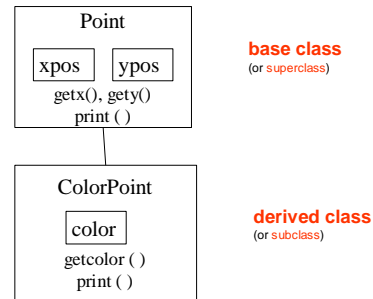 Point
xpos ypos
getx(), gety()
print ( )
base class
(or superclass)
ColorPoint
color
getcolor ( )
print ( )
derived class
(or subclass)